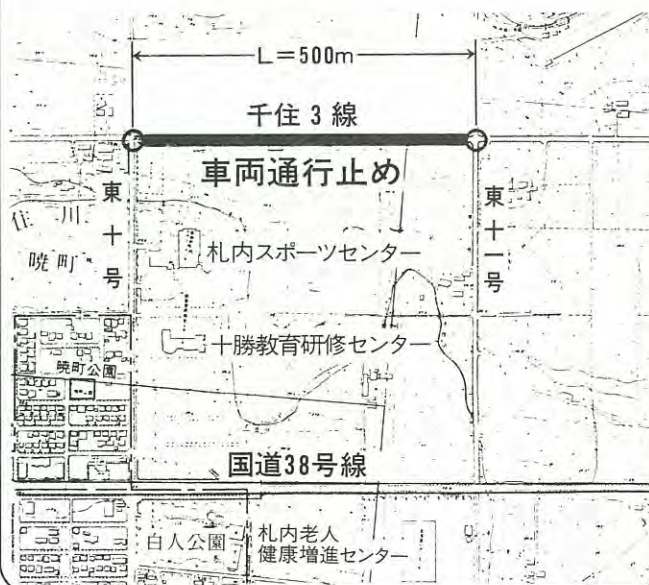 L=500m
千住3線
車両通行止め
東十号
東十一号
住川
暁町
札内スポーツセンター
十勝教育研修センター
暁町公園
国道38号線
白人公園
札内老人
健康増進センター